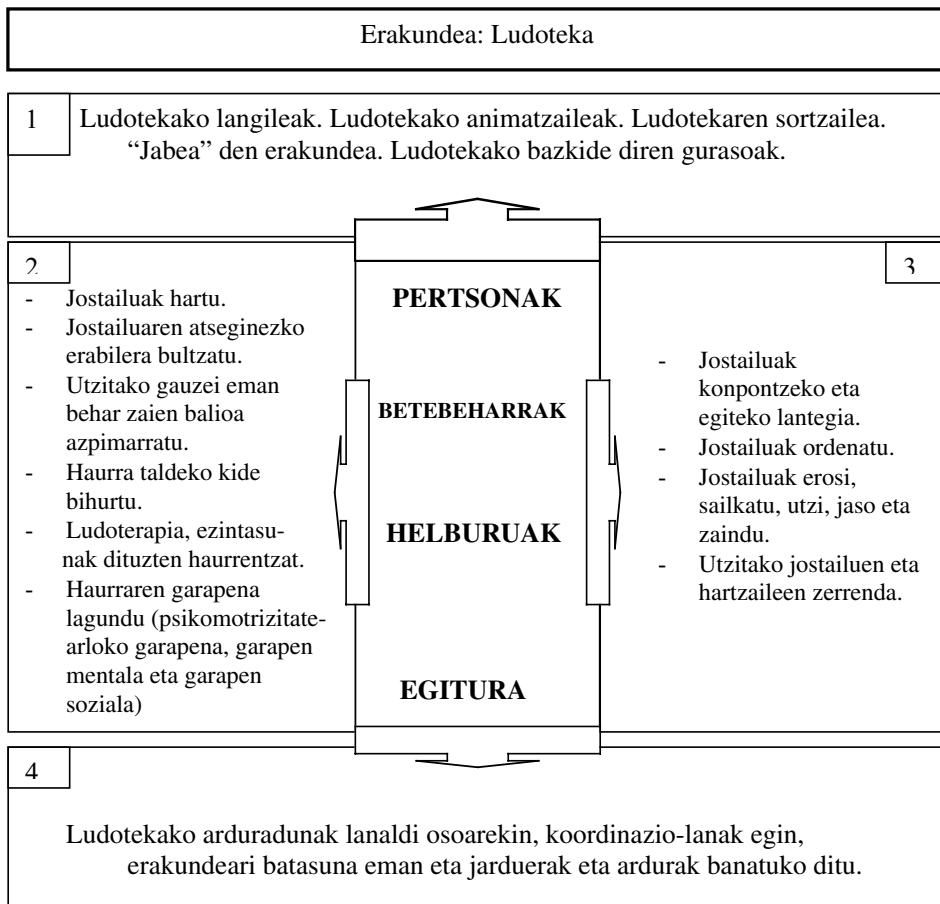 Erakundea: Ludoteka
1
Ludotekako langileak. Ludotekako animatzaileak. Ludotekaren sortzailea.
“Jabea” den erakundea. Ludotekako bazkide diren gurasoak.
2
- Jostailuak hartu.
- Jostailuaren atseginezko
erabilera bultzatu.
- Utzitako gauzei eman
behar zaien balioa
azpimarratu.
- Haurra taldeko kide
bihurtu.
- Ludoterapia, ezintasu-
nak dituzten haurrentzat.
- Haurraren garapena
lagundu (psikomotrizitate-
arloko garapena, garapen
mentala eta garapen
soziala)
PERTSONAK
BETEBEHARRAK
HELBURUAK
EGITURA
3
- Jostailuak
konpontzeko eta
egiteko lantegia.
- Jostailuak ordenatu.
- Jostailuak erosi,
sailkatu, utzi, jaso eta
zaindu.
- Utzitako jostailuen eta
hartzaileen zerrenda.
4
Ludotekako arduradunak lanaldi osoarekin, koordinazio-lanak egin,
erakundeari batasuna eman eta jarduerak eta ardurak banatuko ditu.